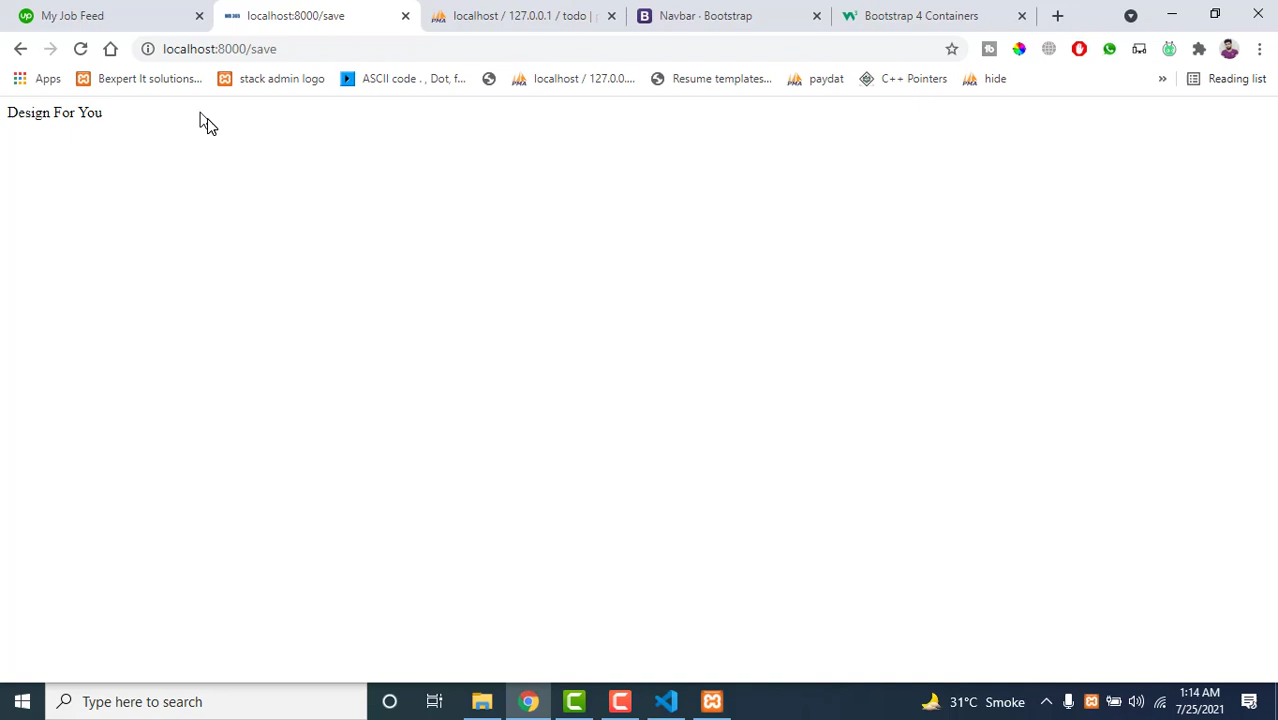 My Job Feed
localhost:8000/save
localhost / 127.0.0.1 / todo |
Navbar · Bootstrap
Bootstrap 4 Containers
localhost:8000/save
Apps
Bexpert It solutions...
stack admin logo
ASCII code . , Dot, f...
localhost / 127.0.0....
Resume templates...
paydat
C++ Pointers
hide
»
Reading list
Design For You
Type here to search
31°C Smoke
1:14 AM
7/25/2021